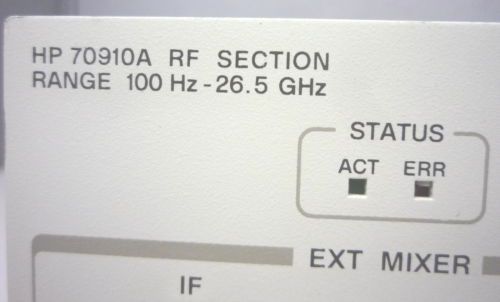 HP 70910A RF SECTION
RANGE 100 Hz - 26.5 GHz
STATUS
ACT ERR
EXT MIXER
IF